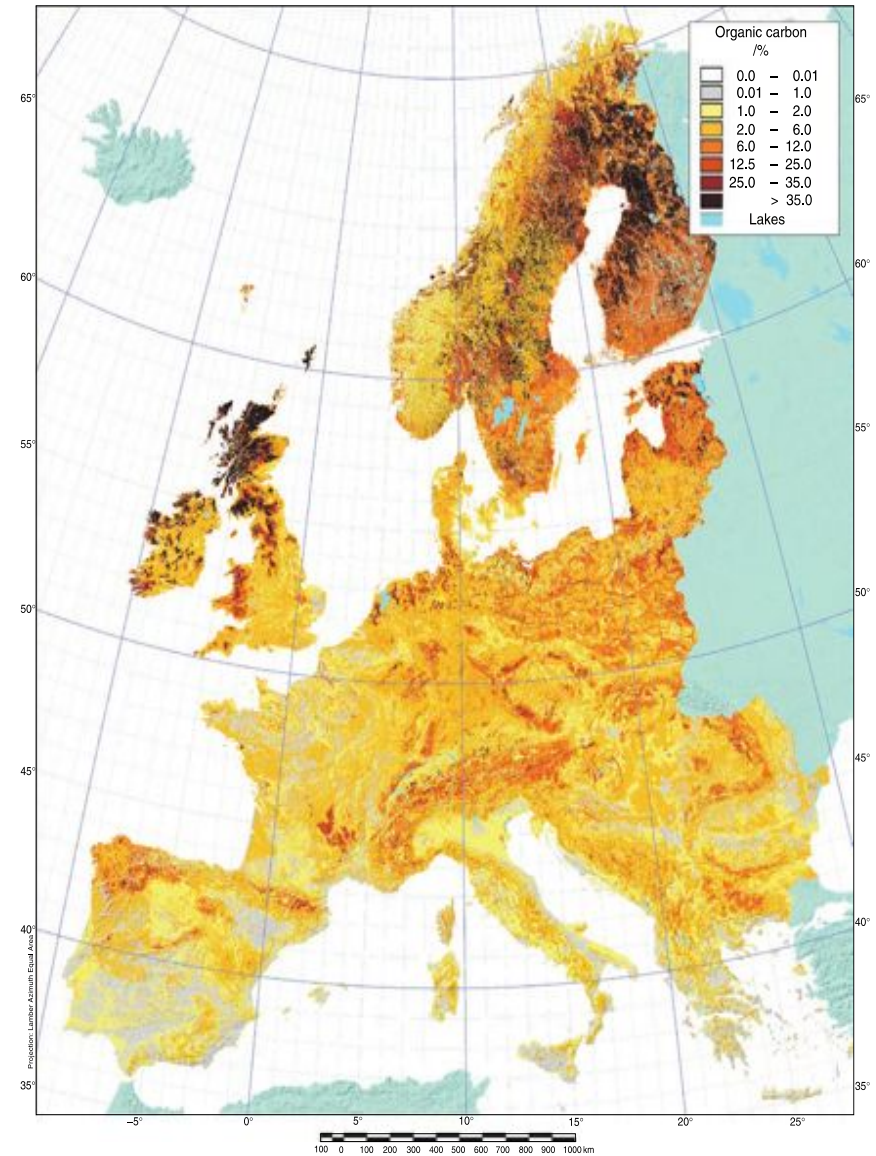 Organic carbon
/%
0.0 – 0.01
0.01 – 1.0
1.0 – 2.0
2.0 – 6.0
6.0 – 12.0
12.5 – 25.0
25.0 – 35.0
> 35.0
Lakes
65°
60°
55°
50°
45°
40°
35°
65°
60°
55°
50°
45°
40°
35°
Projection: Lamber Azimuth Equal Area
–5° 0° 5° 10° 15° 20° 25°
100 0 100 200 300 400 500 600 700 800 900 1000 km